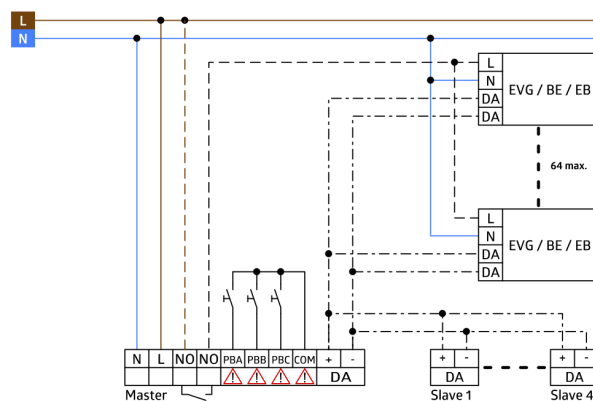 L
N
L
N
DA
DA
EVG / BE / EB
64 max.
L
N
DA
DA
EVG / BE / EB
N L NO NO PBA PBB PBC COM + -
! ! ! ! DA
Master
+ -
DA
Slave 1
+ -
DA
Slave 4